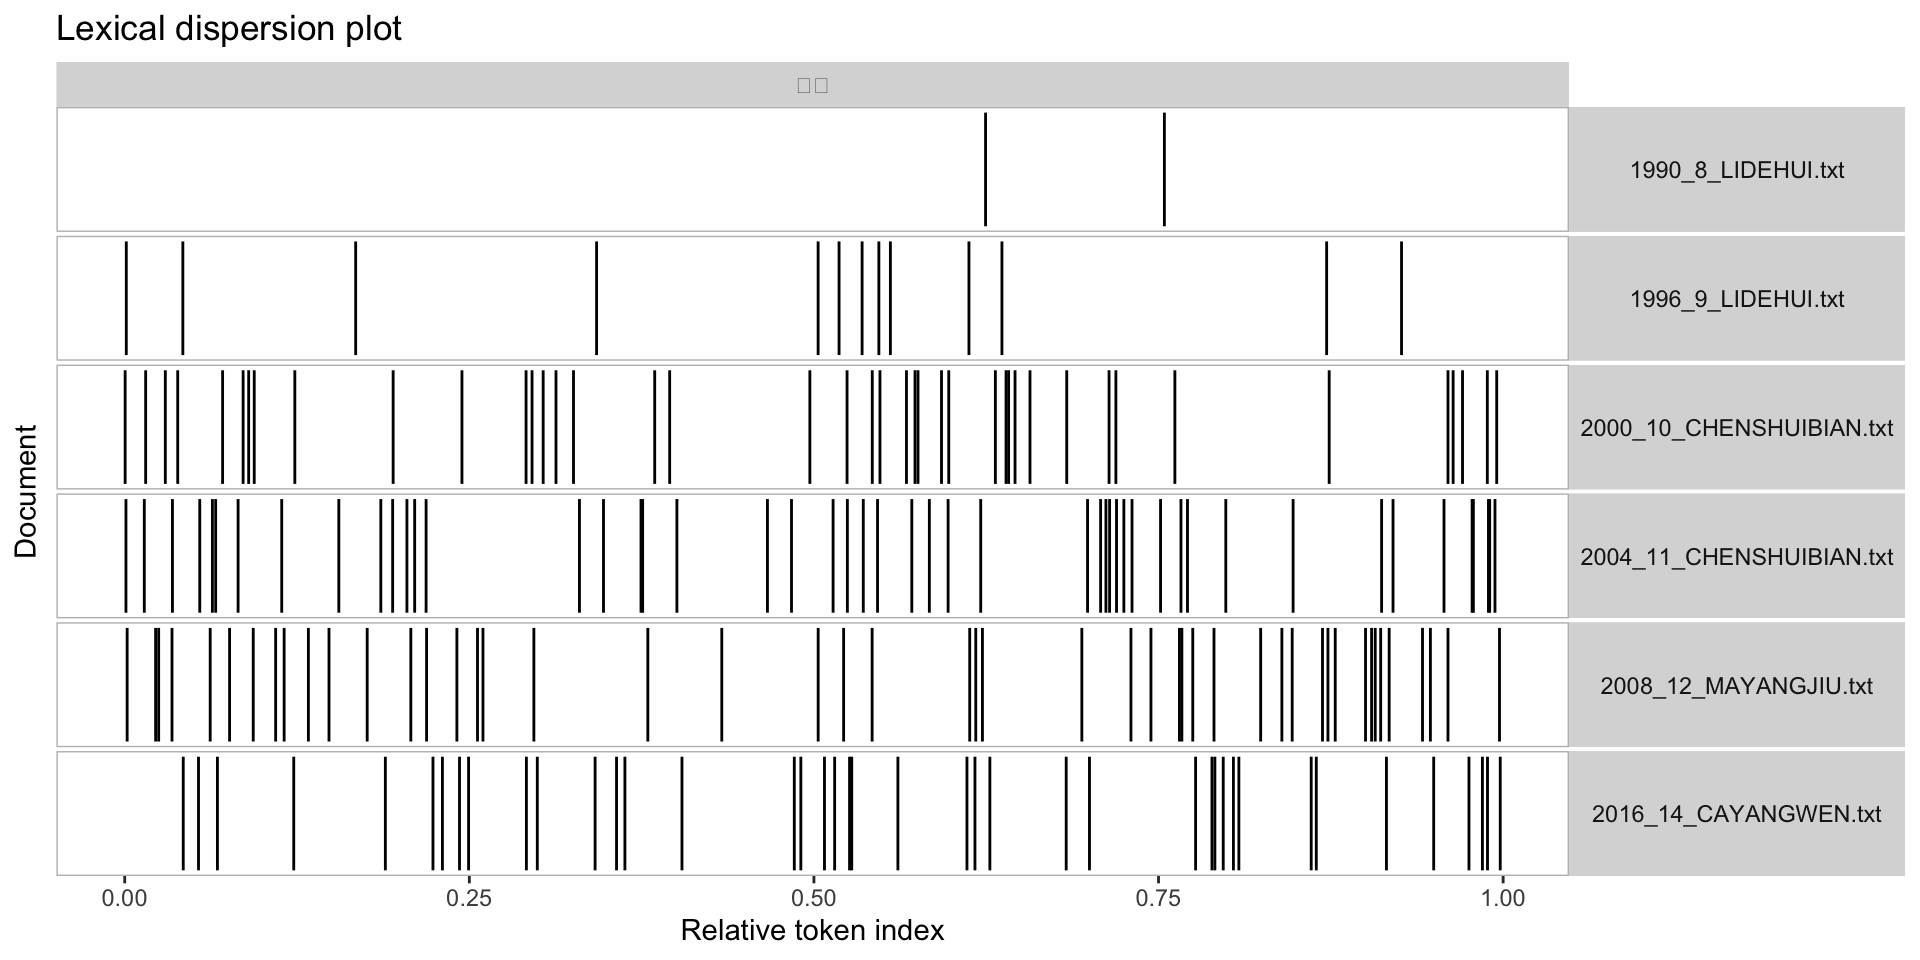 Lexical dispersion plot
1990_8_LIDEHUI.txt
1996_9_LIDEHUI.txt
2000_10_CHENSHUIBIAN.txt
2004_11_CHENSHUIBIAN.txt
2008_12_MAYANGJIU.txt
2016_14_CAYANGWEN.txt
Document
0.00 0.25 0.50 0.75 1.00
Relative token index